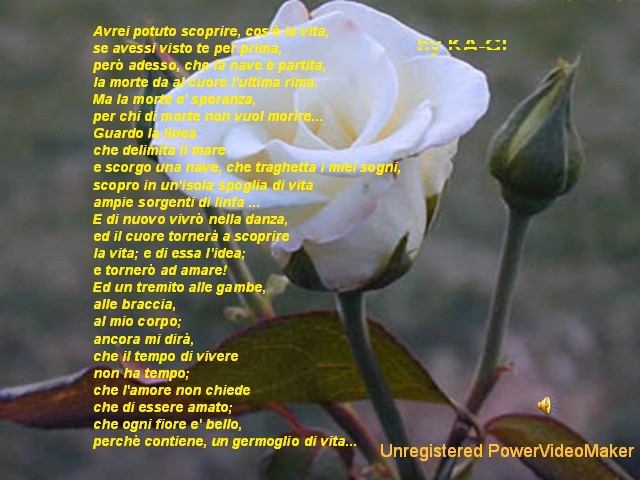 Avrei potuto scoprire, cos'è la vita,
se avessi visto te per prima,
però adesso, che la nave è partita,
la morte da al cuore l'ultima rima.
Ma la morte e' speranza,
per chi di morte non vuol morire...
Guardo la linea
che delimita il mare
e scorgo una nave, che traghetta i miei sogni,
scopro in un'isola spoglia di vita
ampie sorgenti di linfa ...
E di nuovo vivrò nella danza,
ed il cuore tornerà a scoprire
la vita; e di essa l'idea;
e tornerò ad amare!
Ed un tremito alle gambe,
alle braccia,
al mio corpo;
ancora mi dirà,
che il tempo di vivere
non ha tempo;
che l'amore non chiede
che di essere amato;
che ogni fiore e' bello,
perchè contiene, un germoglio di vita...
By KA-CI
Unregistered PowerVideoMaker